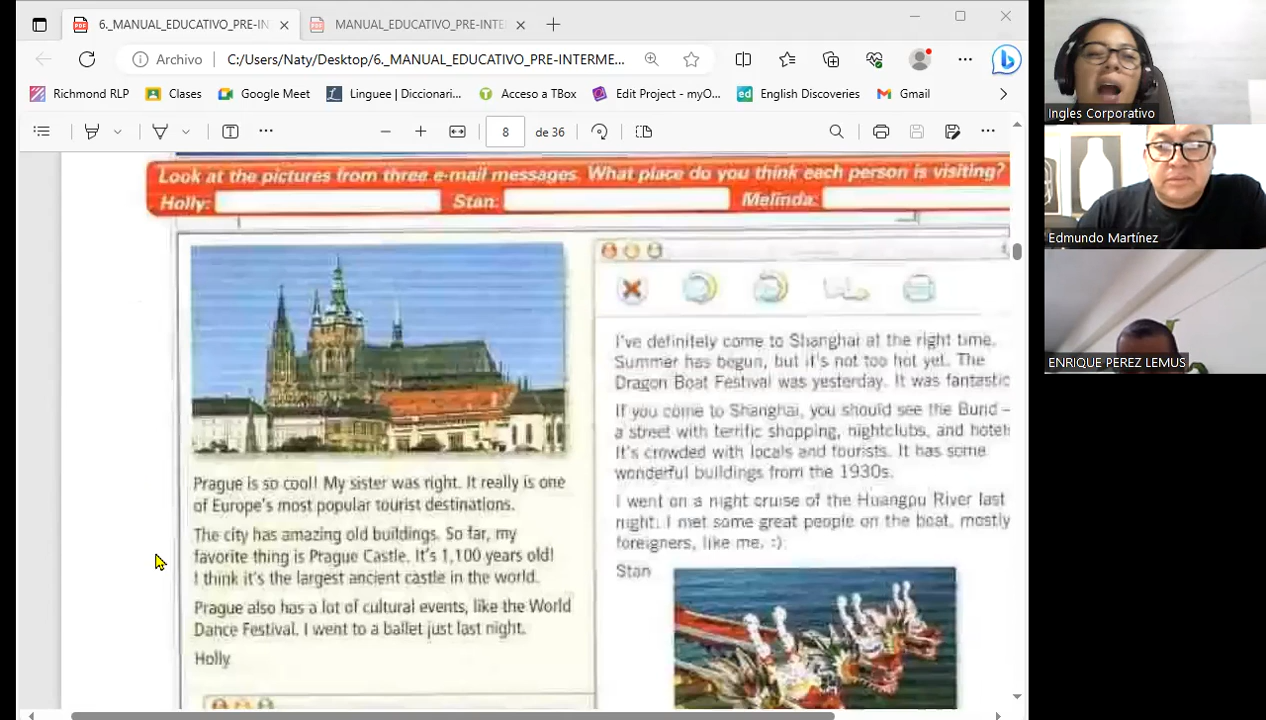 6._MANUAL_EDUCATIVO_PRE-IN
MANUAL_EDUCATIVO_PRE-INTE
Archivo
C:/Users/Naty/Desktop/6._MANUAL_EDUCATIVO_PRE-INTERME...
Richmond RLP
Clases
Google Meet
Linguee | Diccionari...
Acceso a TBox
Edit Project - myO...
English Discoveries
Gmail
8
de 36
Look at the pictures from three e-mail messages. What place do you think each person is visiting?
Holly:
Stan:
Melinda:
Prague is so cool! My sister was right. It really is one
of Europe's most popular tourist destinations.
The city has amazing old buildings. So far, my
favorite thing is Prague Castle. It's 1,100 years old!
I think it's the largest ancient castle in the world.
Prague also has a lot of cultural events, like the World
Dance Festival. I went to a ballet just last night.
Holly
I've definitely come to Shanghai at the right time.
Summer has begun, but it's not too hot yet. The
Dragon Boat Festival was yesterday. It was fantastic
If you come to Shanghai, you should see the Bund –
a street with terrific shopping, nightclubs, and hotel
It's crowded with locals and tourists. It has some
wonderful buildings from the 1930s.
I went on a night cruise of the Huangpu River last
night. I met some great people on the boat, mostly
foreigners, like me. :)
Stan
Ingles Corporativo
Edmundo Martínez
ENRIQUE PEREZ LEMUS